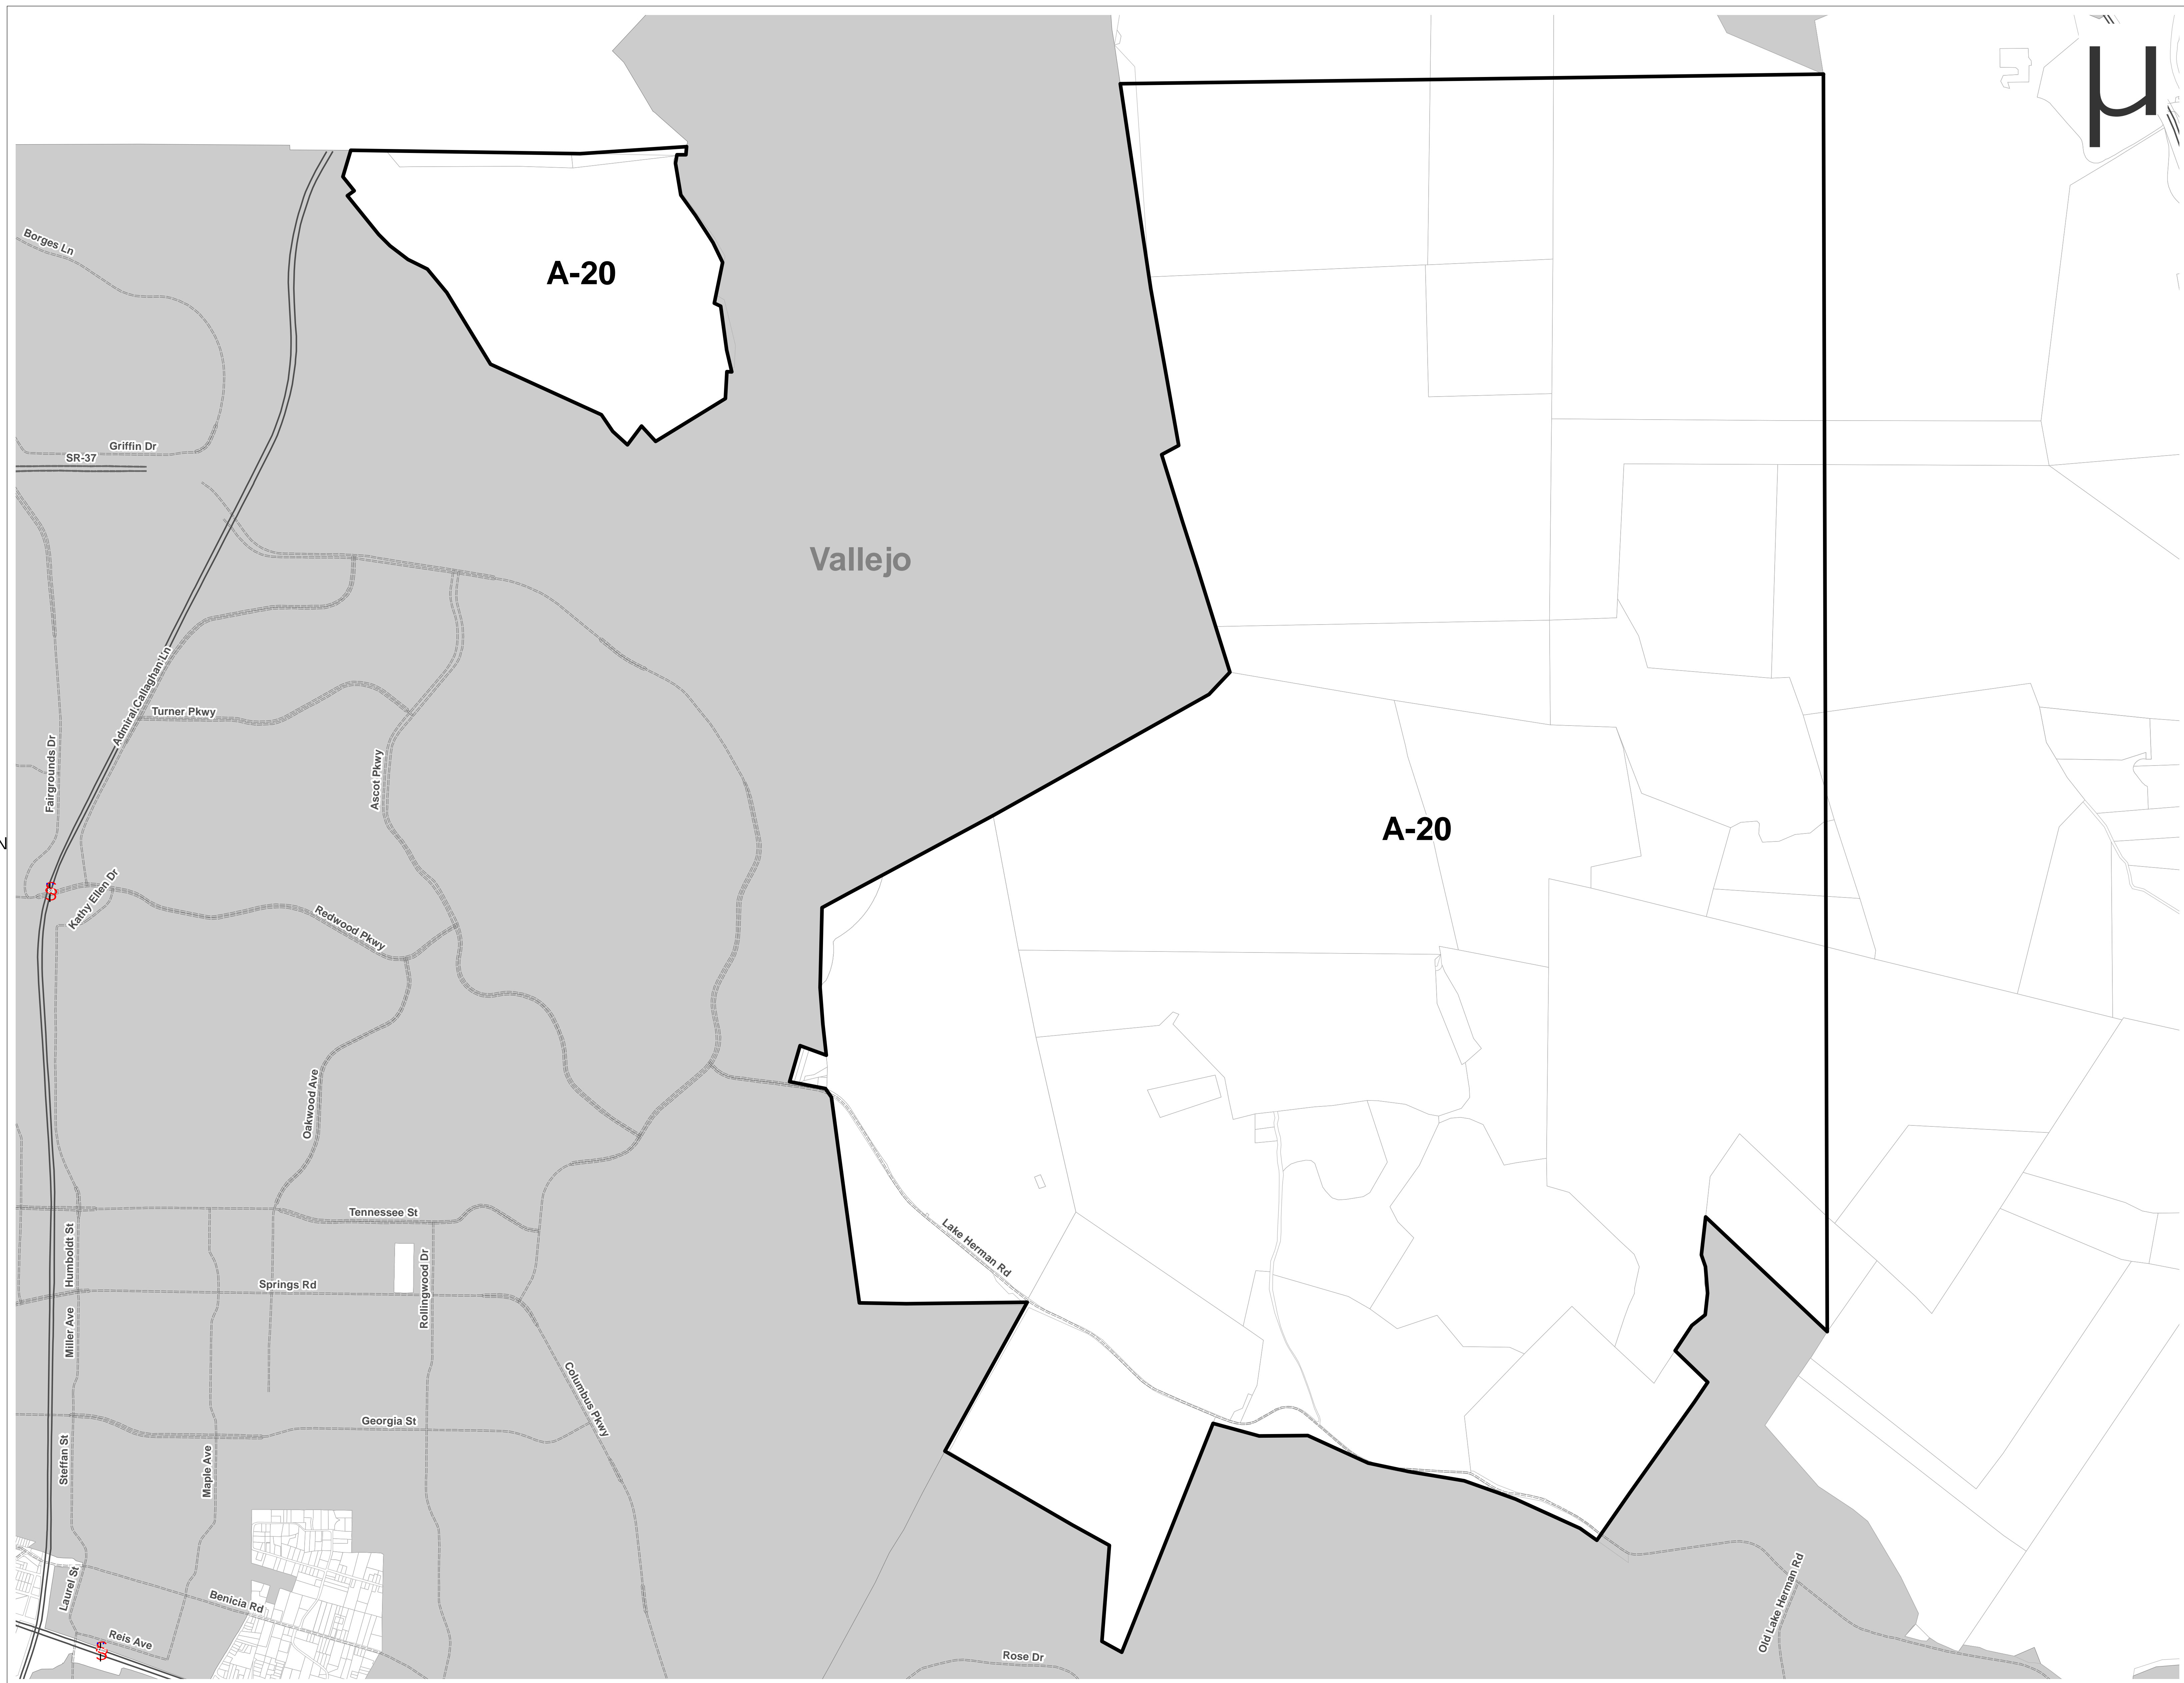 µ
Borges Ln
A-20
Griffin Dr
SR-37
Vallejo
Admiral Callaghan Ln
Turner Pkwy
Fairgrounds Dr
Ascot Pkwy
A-20
N
Kathy Ellen Dr
Redwood Pkwy
Oakwood Ave
Tennessee St
Lake Herman Rd
Humboldt St
Springs Rd
Rollingwood Dr
Miller Ave
Columbus Pkwy
Georgia St
Steffan St
Maple Ave
Laurel St
Benicia Rd
Reis Ave
Rose Dr
Old Lake Herman Rd